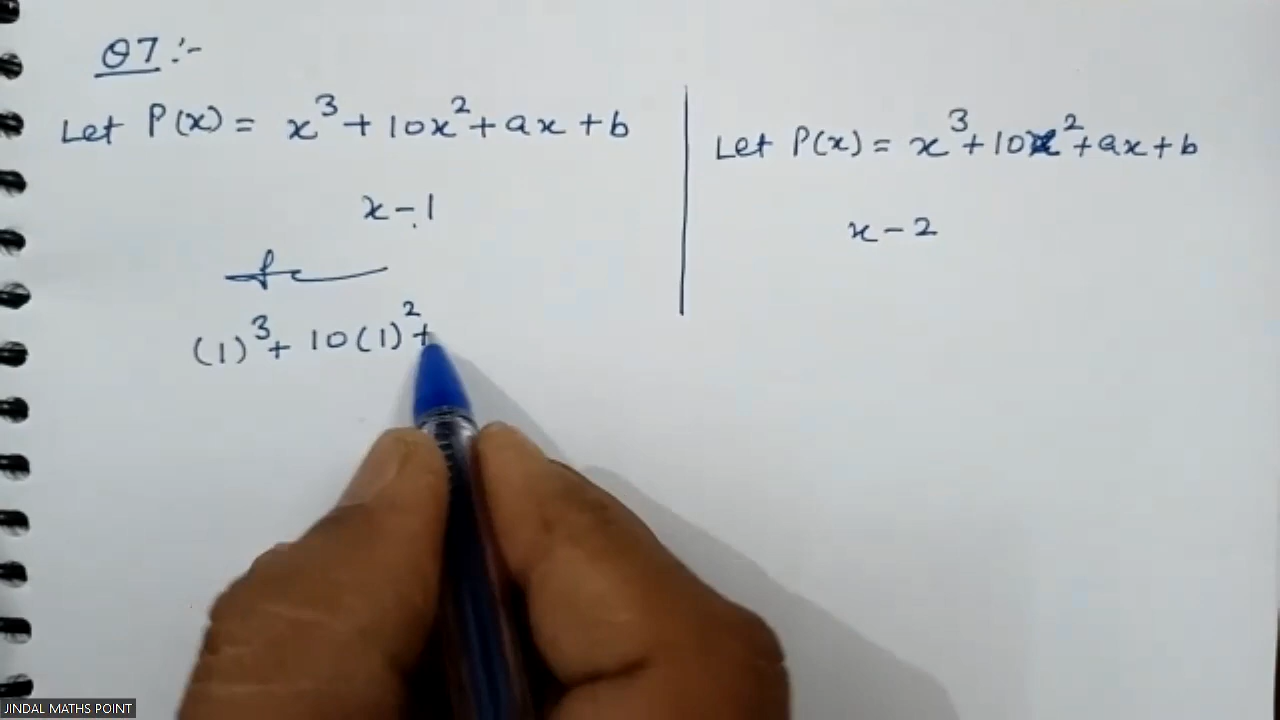 Q7:-
Let P(x) = x³ + 10x² + ax + b
x - 1
(1)³ + 10(1)² +
Let P(x) = x³ + 10x² + ax + b
x - 2
JINDAL MATHS POINT